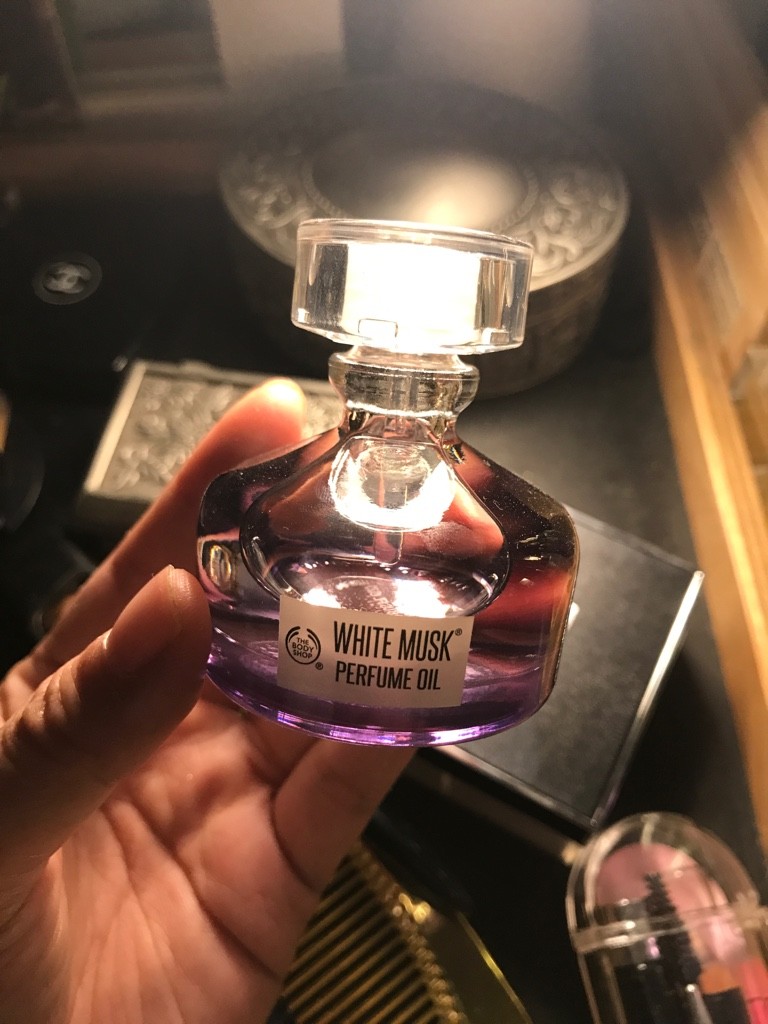 THE
BODY
SHOP®
WHITE MUSK®
PERFUME OIL